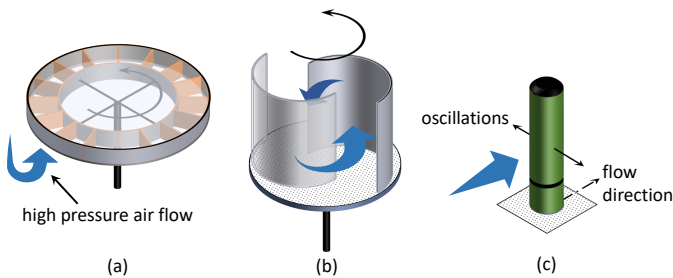 oscillations
flow
direction
high pressure air flow
(a)
(b)
(c)